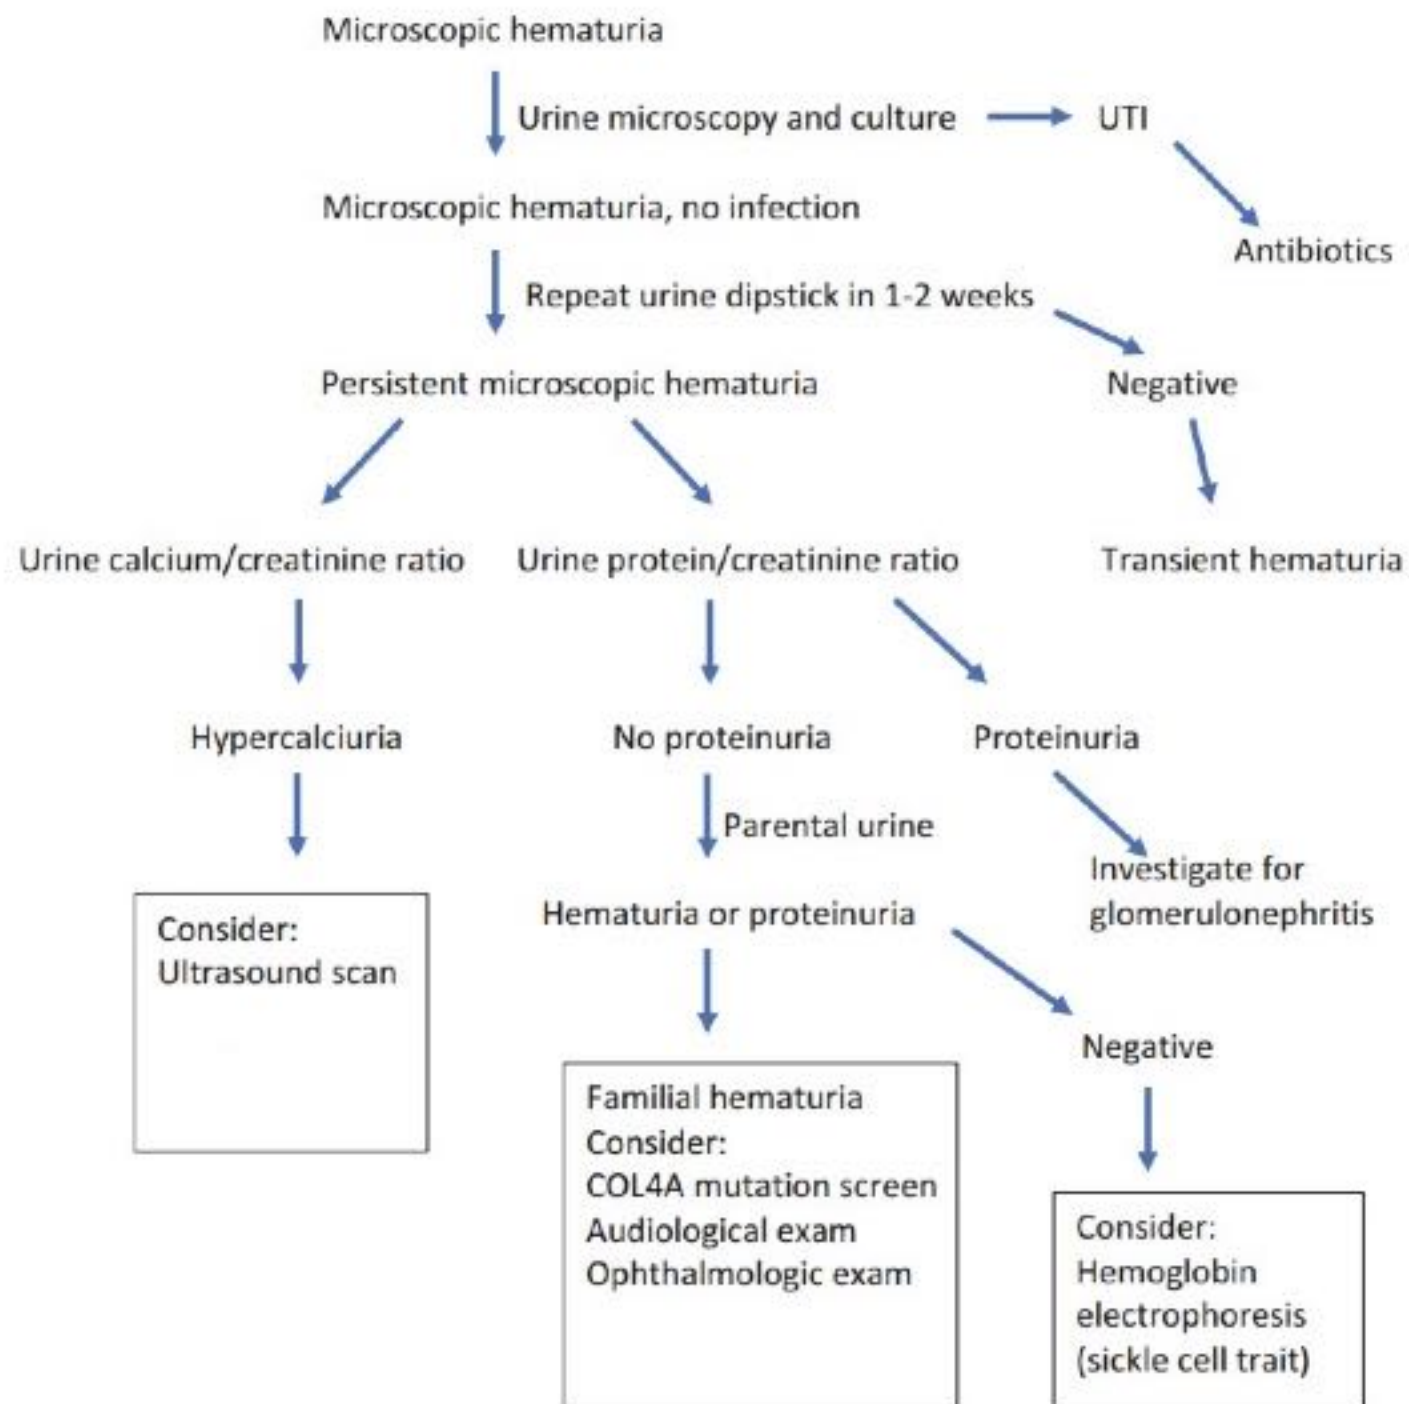 Microscopic hematuria
Urine microscopy and culture
UTI
Microscopic hematuria, no infection
Antibiotics
Repeat urine dipstick in 1-2 weeks
Persistent microscopic hematuria
Negative
Urine calcium/creatinine ratio
Urine protein/creatinine ratio
Transient hematuria
Hypercalciuria
No proteinuria
Proteinuria
Parental urine
Investigate for
glomerulonephritis
Hematuria or proteinuria
Consider:
Ultrasound scan
Negative
Familial hematuria
Consider:
COL4A mutation screen
Audiological exam
Ophthalmologic exam
Consider:
Hemoglobin
electrophoresis
(sickle cell trait)